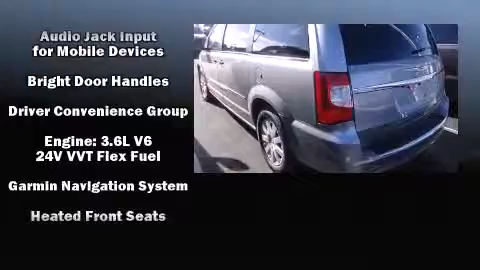 Audio Jack Input
for Mobile Devices
Bright Door Handles
Driver Convenience Group
Engine: 3.6L V6
24V VVT Flex Fuel
Garmin Navigation System
Heated Front Seats